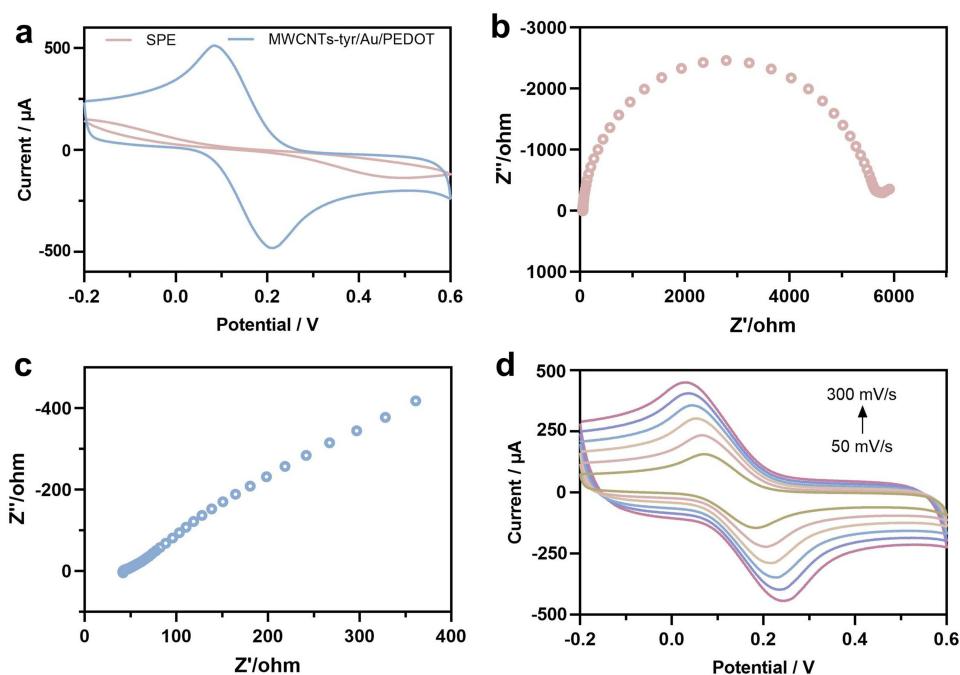 a
SPE
MWCNTs-tyr/Au/PEDOT
Current / µA
500
0
-500
-0.2
0.0
0.2
0.4
0.6
Potential / V
b
Z''/ohm
-3000
-2000
-1000
0
1000
0
2000
4000
6000
Z'/ohm
c
Z''/ohm
-400
-200
0
0
100
200
300
400
Z'/ohm
d
Current / µA
500
250
0
-250
-500
300 mV/s
50 mV/s
-0.2
0.0
0.2
0.4
0.6
Potential / V